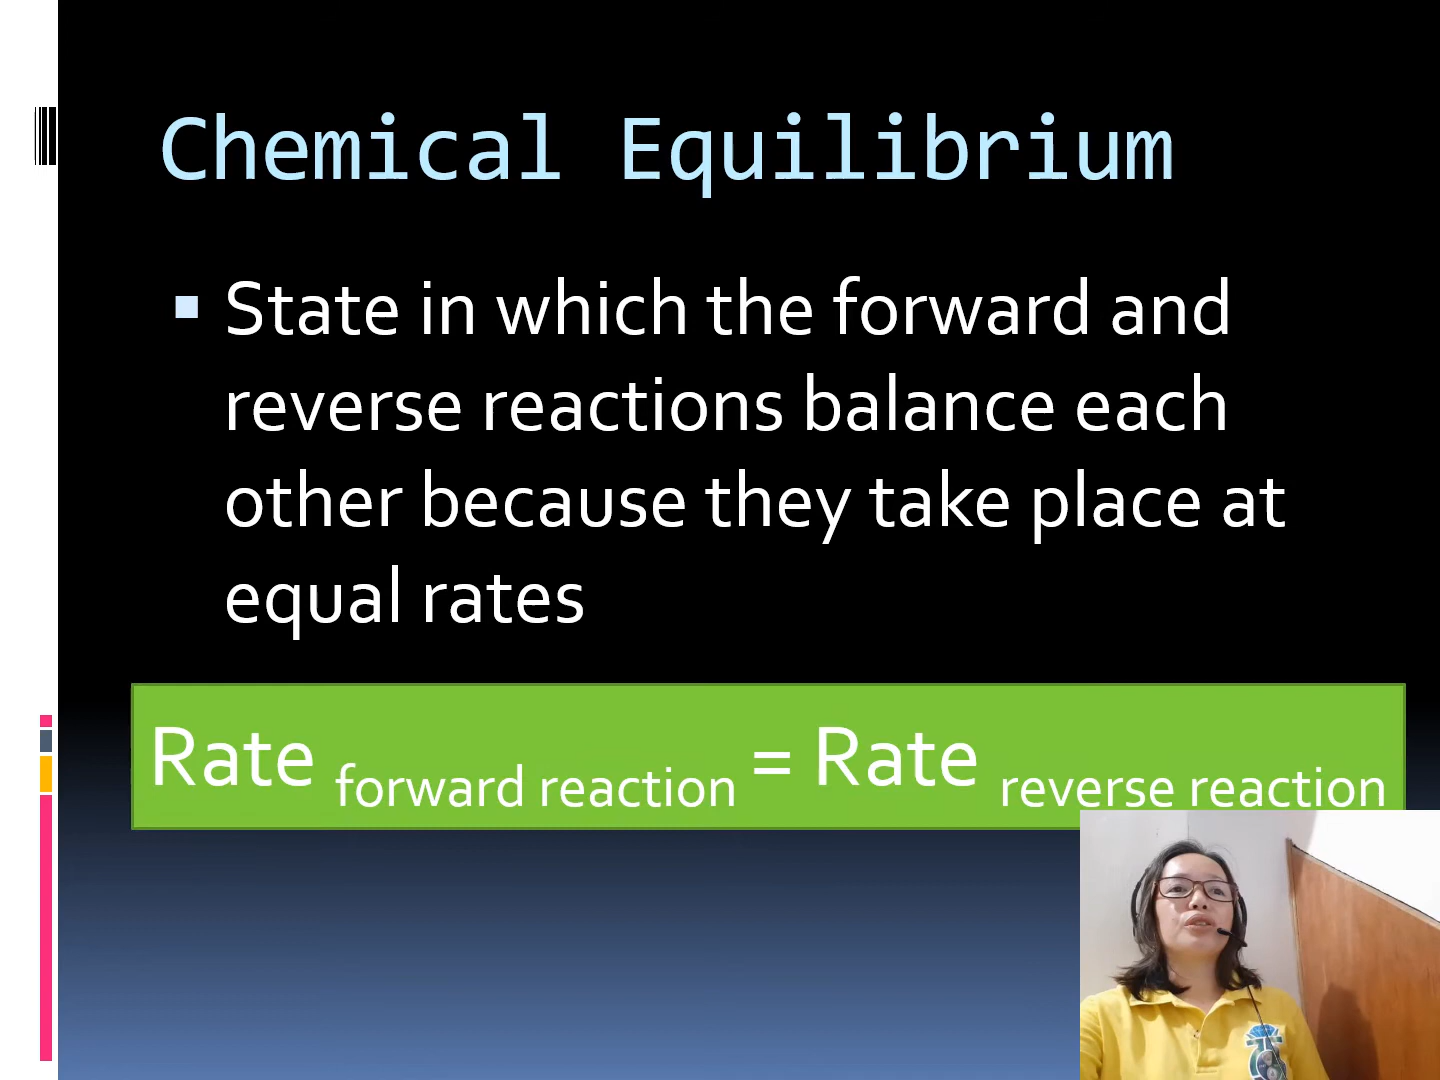 Chemical Equilibrium
State in which the forward and
reverse reactions balance each
other because they take place at
equal rates
Rate forward reaction = Rate reverse reaction